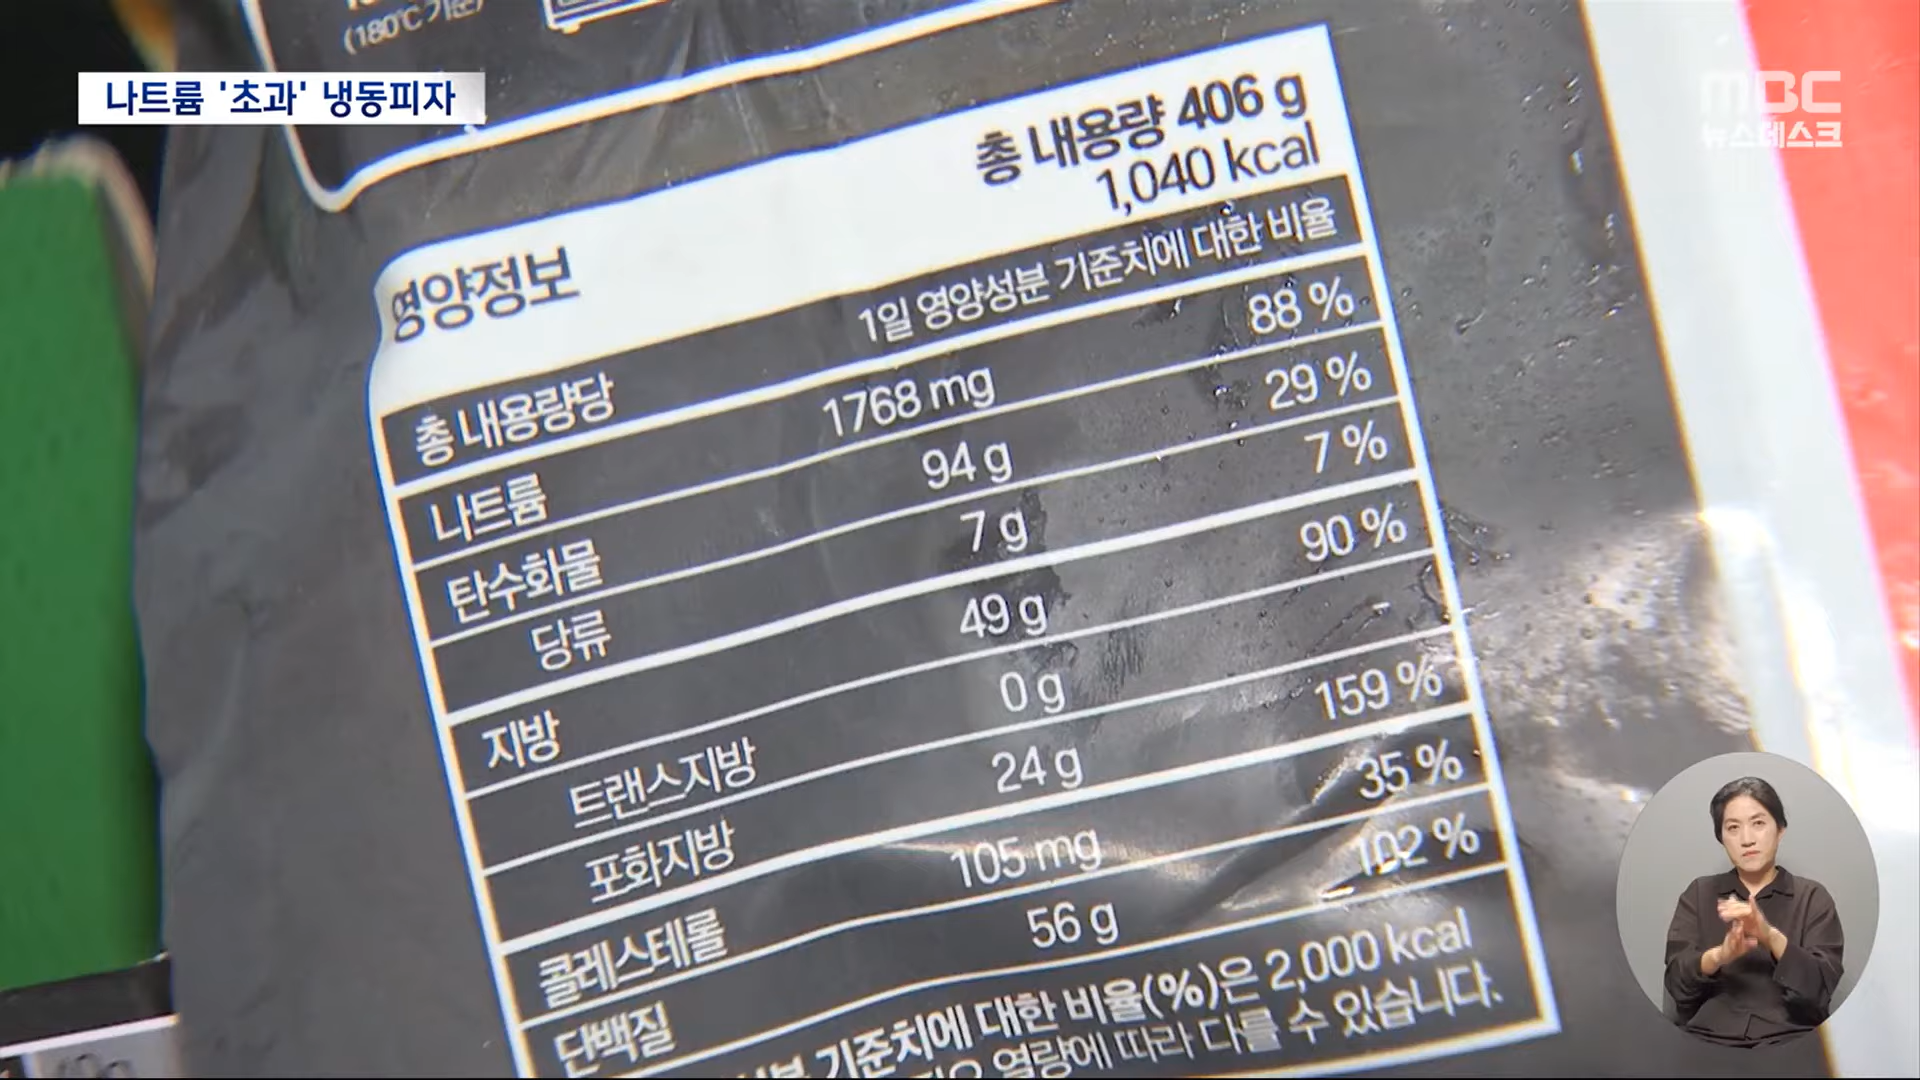 (180℃기준)
나트륨 '초과' 냉동피자
MBC
뉴스데스크
총 내용량 406 g
1,040 kcal
영양정보
총 내용량당 1일 영양성분 기준치에 대한 비율
나트륨 1768 mg 88 %
탄수화물 94 g 29 %
당류 7 g 7 %
지방 49 g 90 %
트랜스지방 0 g
포화지방 24 g 159 %
콜레스테롤 105 mg 35 %
단백질 56 g 102 %
기준치에 대한 비율(%)은 2,000 kcal
열량에 따라 다를 수 있습니다.